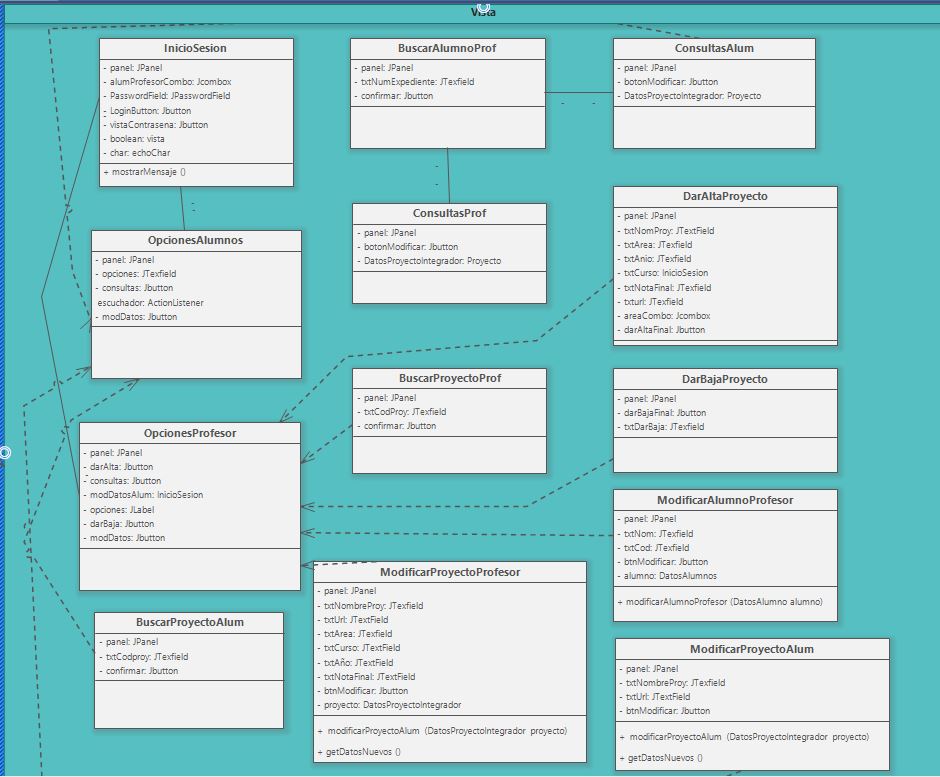 Vista
InicioSesion
- panel: JPanel
- alumProfesorCombo: Jcombox
- PasswordField: JPasswordField
- LoginButton: Jbutton
- vistaContrasena: Jbutton
- boolean: vista
- char: echoChar
+ mostrarMensaje ()
BuscarAlumnoProf
- panel: JPanel
- txtNumExpediente: JTexfield
- confirmar: Jbutton
ConsultasAlum
- panel: JPanel
- botonModificar: Jbutton
- DatosProyectoIntegrador: Proyecto
OpcionesAlumnos
- panel: JPanel
- opciones: JTexfield
- consultas: Jbutton
escuchador: ActionListener
- modDatos: Jbutton
ConsultasProf
- panel: JPanel
- botonModificar: Jbutton
- DatosProyectoIntegrador: Proyecto
DarAltaProyecto
- panel: JPanel
- txtNomProy: JTextField
- txtArea: JTexfield
- txtAnio: JTexfield
- txtCurso: InicioSesion
- txtNotaFinal: JTexfield
- txturl: JTexfield
- areaCombo: Jcombox
- darAltaFinal: Jbutton
BuscarProyectoProf
- panel: JPanel
- txtCodProy: JTexfield
- confirmar: Jbutton
DarBajaProyecto
- panel: JPanel
- darBajaFinal: Jbutton
- txtDarBaja: JTexfield
OpcionesProfesor
- panel: JPanel
- darAlta: Jbutton
- consultas: Jbutton
- modDatosAlum: InicioSesion
- opciones: JLabel
- darBaja: Jbutton
- modDatos: Jbutton
ModificarAlumnoProfesor
- panel: JPanel
- txtNom: JTexfield
- txtCod: JTexfield
- btnModificar: Jbutton
- alumno: DatosAlumnos
+ modificarAlumnoProfesor (DatosAlumno alumno)
ModificarProyectoProfesor
- panel: JPanel
- txtNombreProy: JTexfield
- txtUrl: JTextField
- txtArea: JTexfield
- txtCurso: JTextField
- txtAño: JTextField
- txtNotaFinal: JTextField
- btnModificar: Jbutton
- proyecto: DatosProyectoIntegrador
+ modificarProyectoAlum (DatosProyectoIntegrador proyecto)
+ getDatosNuevos ()
BuscarProyectoAlum
- panel: JPanel
- txtCodproy: JTexfield
- confirmar: Jbutton
ModificarProyectoAlum
- panel: JPanel
- txtNombreProy: JTexfield
- txtUrl: JTextField
- btnModificar: Jbutton
+ modificarProyectoAlum (DatosProyectoIntegrador proyecto)
+ getDatosNuevos ()